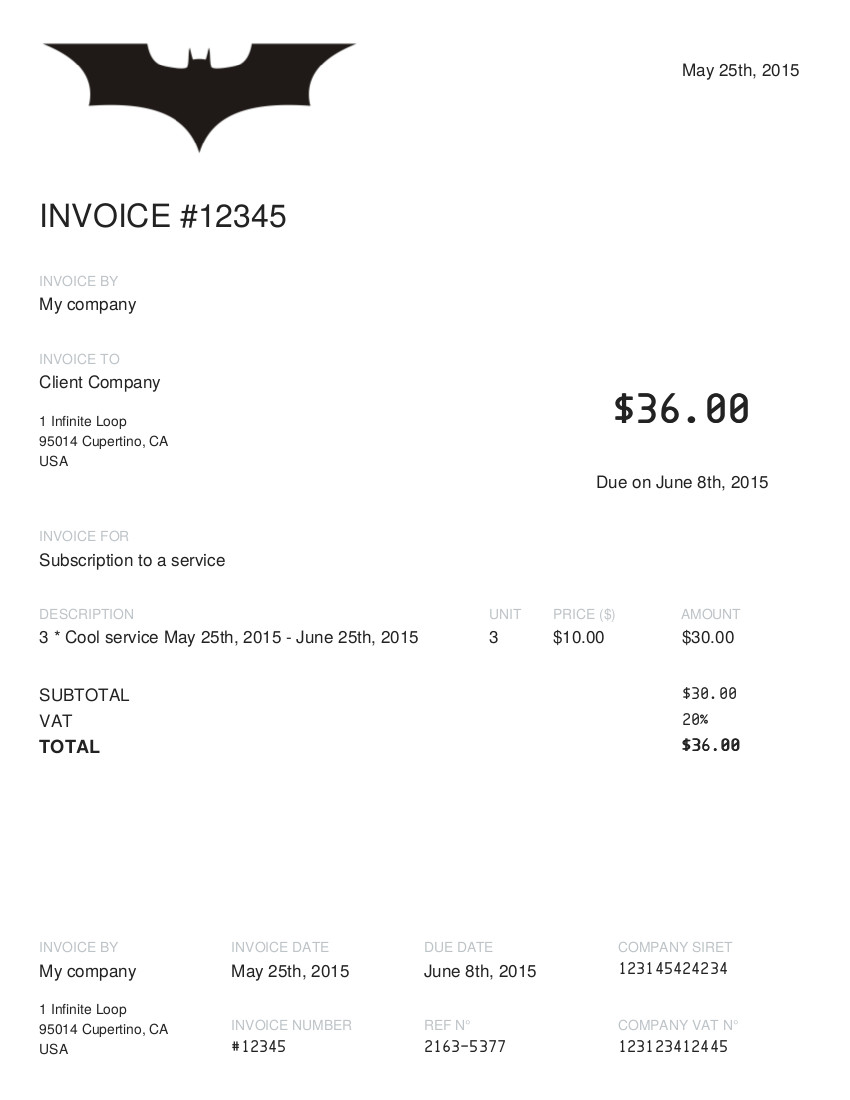 May 25th, 2015
INVOICE #12345
INVOICE BY
My company
INVOICE TO
Client Company
1 Infinite Loop
95014 Cupertino, CA
USA
$36.00
Due on June 8th, 2015
INVOICE FOR
Subscription to a service
DESCRIPTION UNIT PRICE ($) AMOUNT
3 * Cool service May 25th, 2015 - June 25th, 2015 3 $10.00 $30.00
SUBTOTAL $30.00
VAT 20%
TOTAL $36.00
INVOICE BY INVOICE DATE DUE DATE COMPANY SIRET
My company May 25th, 2015 June 8th, 2015 123145424234
1 Infinite Loop
95014 Cupertino, CA INVOICE NUMBER REF N° COMPANY VAT N°
USA #12345 2163-5377 123123412445